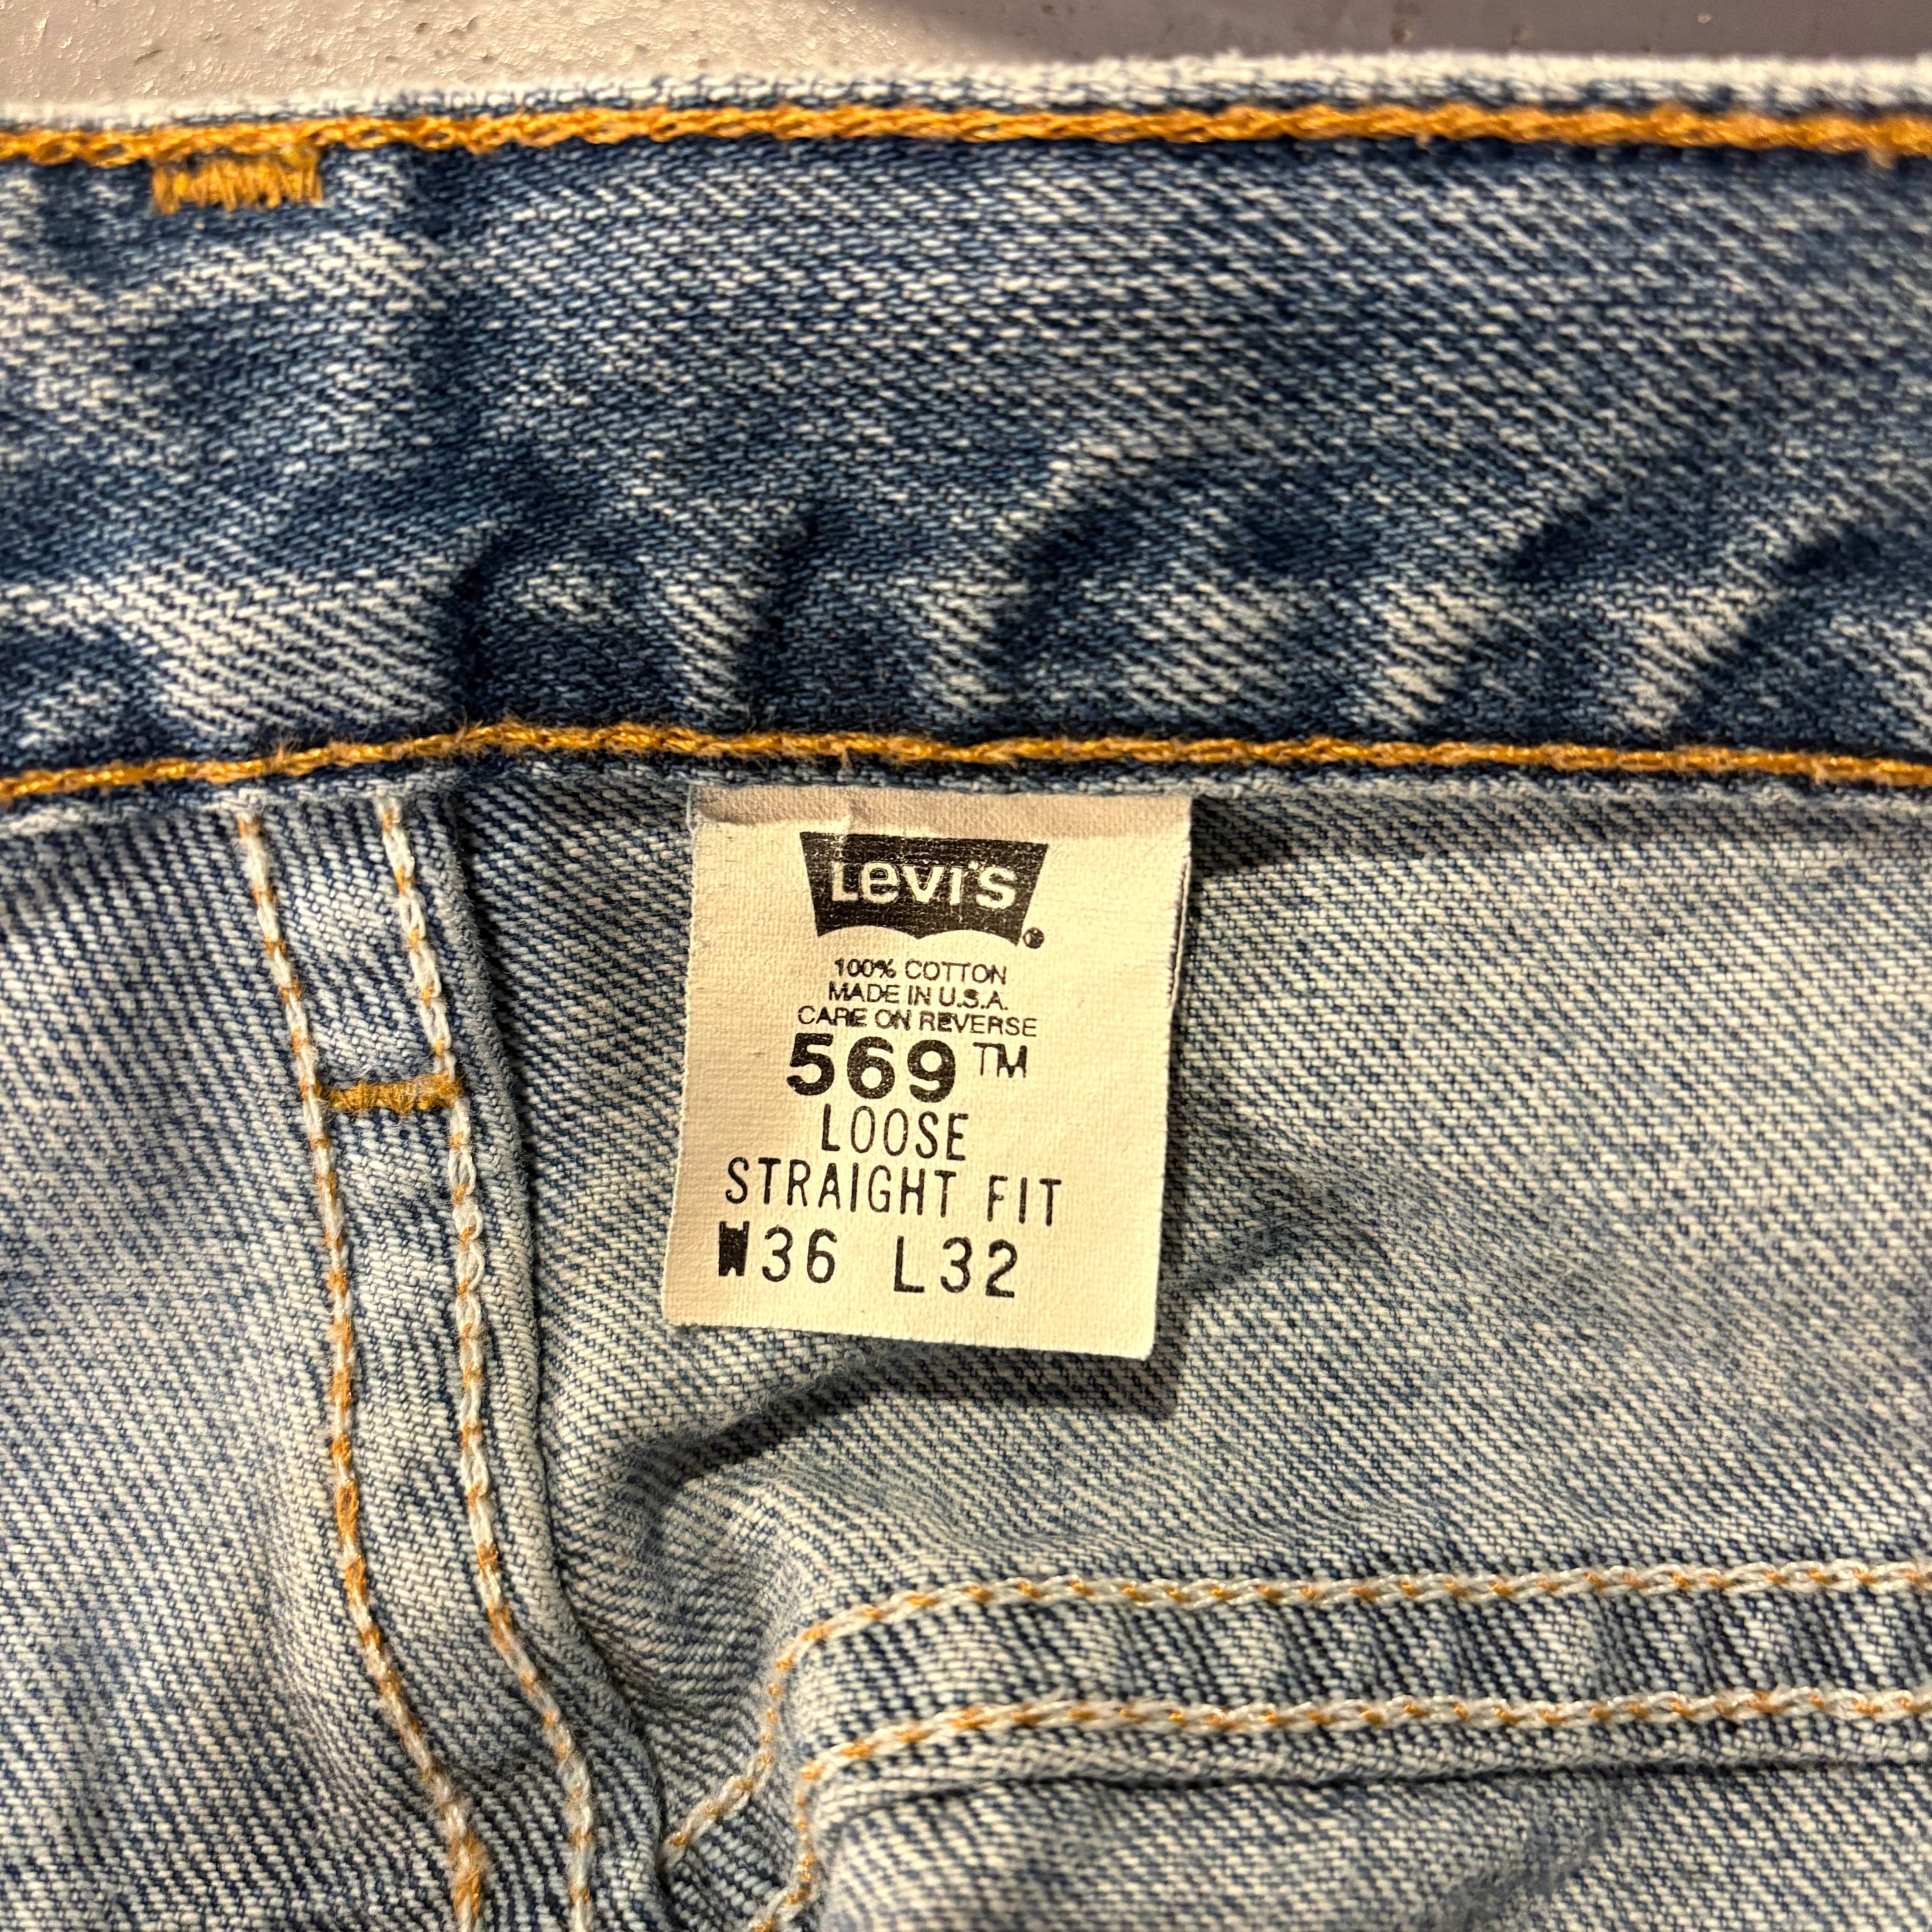 Levi's
100% COTTON
MADE IN U.S.A.
CARE ON REVERSE
569™
LOOSE
STRAIGHT FIT
W36 L32